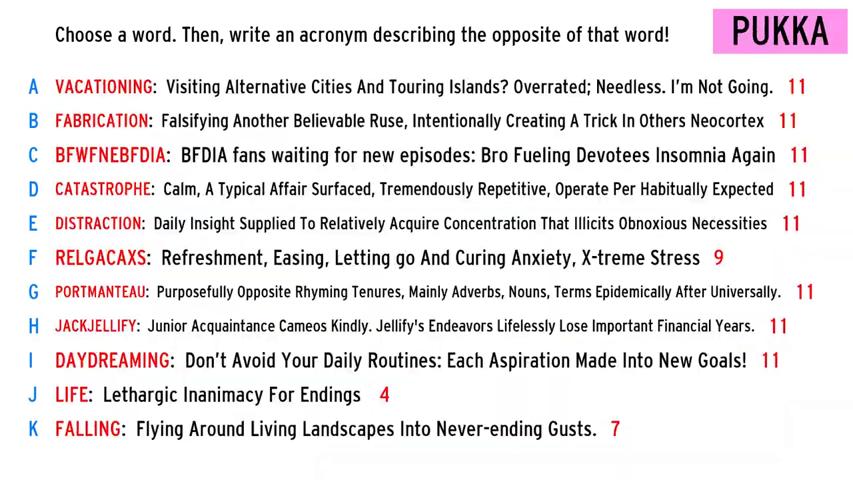 Choose a word. Then, write an acronym describing the opposite of that word! PUKKA
A VACATIONING: Visiting Alternative Cities And Touring Islands? Overrated; Needless. I'm Not Going. 11
B FABRICATION: Falsifying Another Believable Ruse, Intentionally Creating A Trick In Others Neocortex 11
C BFWFNEBFDIA: BFDIA fans waiting for new episodes: Bro Fueling Devotees Insomnia Again 11
D CATASTROPHE: Calm, A Typical Affair Surfaced, Tremendously Repetitive, Operate Per Habitually Expected 11
E DISTRACTION: Daily Insight Supplied To Relatively Acquire Concentration That Illicits Obnoxious Necessities 11
F RELGACAXS: Refreshment, Easing, Letting go And Curing Anxiety, X-treme Stress 9
G PORTMANTEAU: Purposefully Opposite Rhyming Tenures, Mainly Adverbs, Nouns, Terms Epidemically After Universally. 11
H JACKJELLIFY: Junior Acquaintance Cameos Kindly. Jellify's Endeavors Lifelessly Lose Important Financial Years. 11
I DAYDREAMING: Don't Avoid Your Daily Routines: Each Aspiration Made Into New Goals! 11
J LIFE: Lethargic Inanimacy For Endings 4
K FALLING: Flying Around Living Landscapes Into Never-ending Gusts. 7